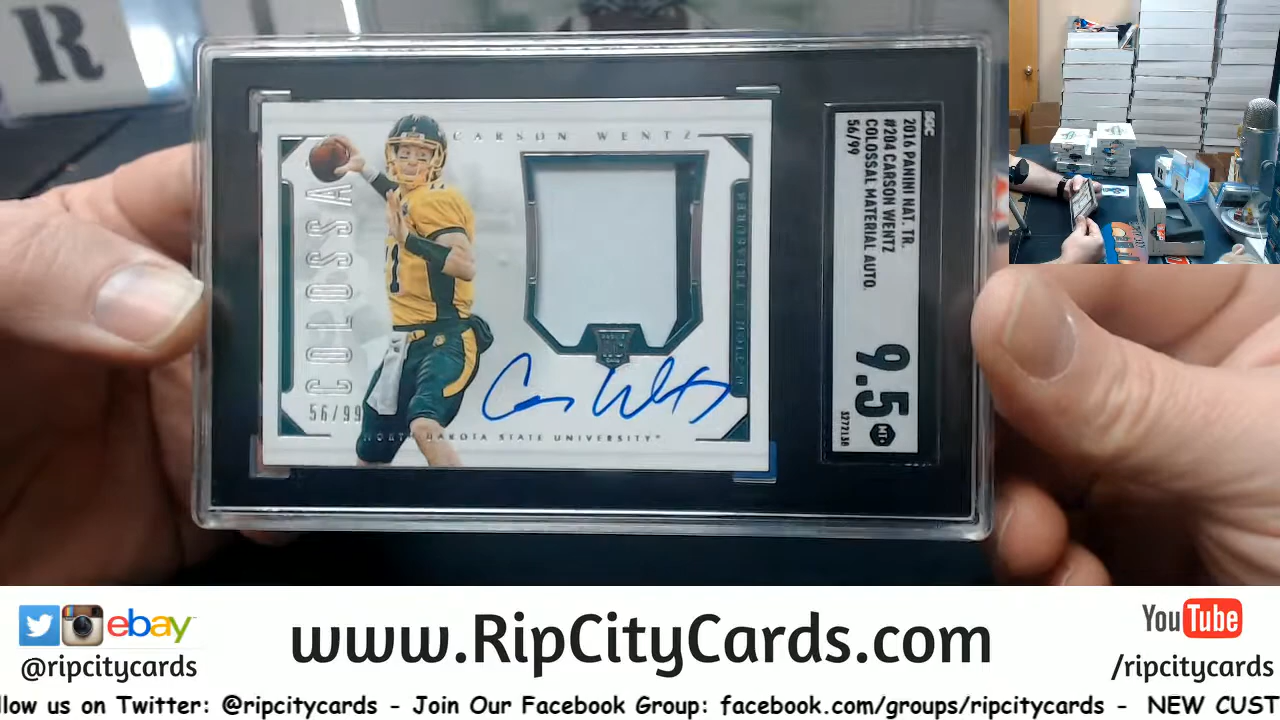 R
CARSON WENTZ
COLOSSAL
56/99
NORTH DAKOTA STATE UNIVERSITY
NATIONAL TREASURES
SGC
2016 PANINI NAT. TR.
#204 CARSON WENTZ
COLOSSAL MATERIAL AUTO.
56/99
9.5
MT+
ebay
@ripcitycards
www.RipCityCards.com
YouTube
/ripcitycards
llow us on Twitter: @ripcitycards - Join Our Facebook Group: facebook.com/groups/ripcitycards - NEW CUST